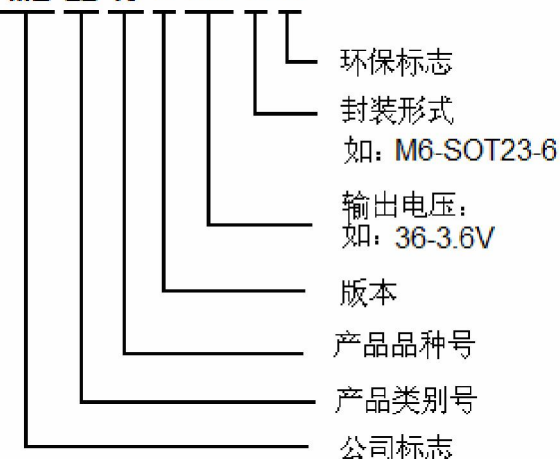 环保标志
封装形式
如：M6-SOT23-6
输出电压：
如：36-3.6V
版本
产品品种号
产品类别号
公司标志